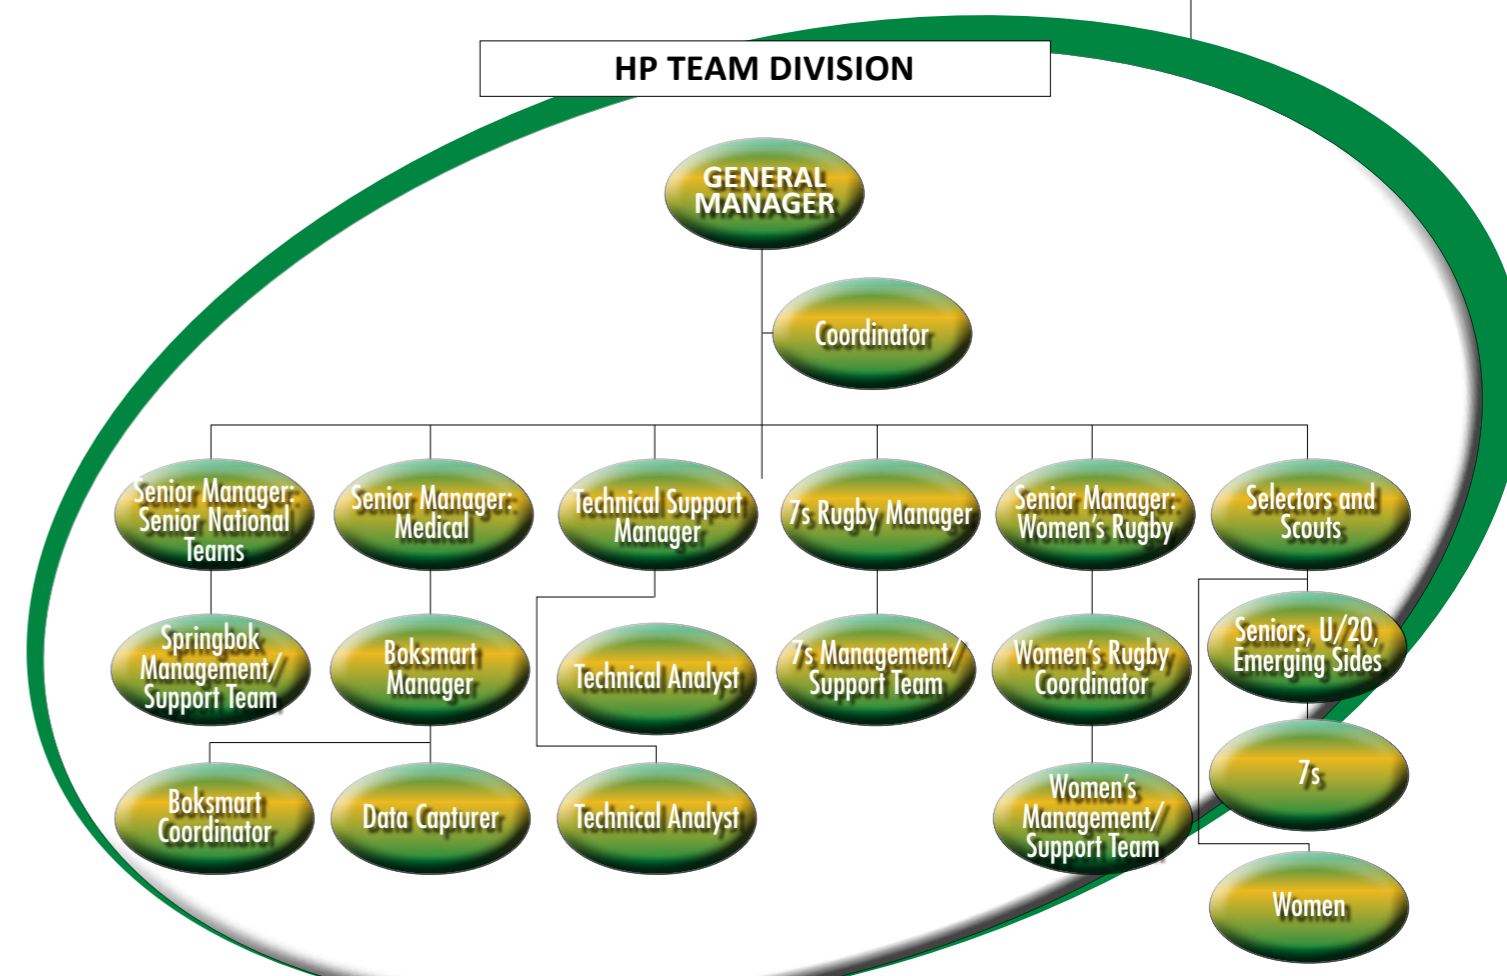 HP TEAM DIVISION
GENERAL
MANAGER
Coordinator
Senior Manager:
Senior National
Teams
Senior Manager:
Medical
Technical Support
Manager
7s Rugby Manager
Senior Manager:
Women's Rugby
Selectors and
Scouts
Springbok
Management/
Support Team
Boksmart
Manager
Technical Analyst
7s Management/
Support Team
Women's Rugby
Coordinator
Seniors, U/20,
Emerging Sides
Boksmart
Coordinator
Data Capturer
Technical Analyst
Women's
Management/
Support Team
7s
Women